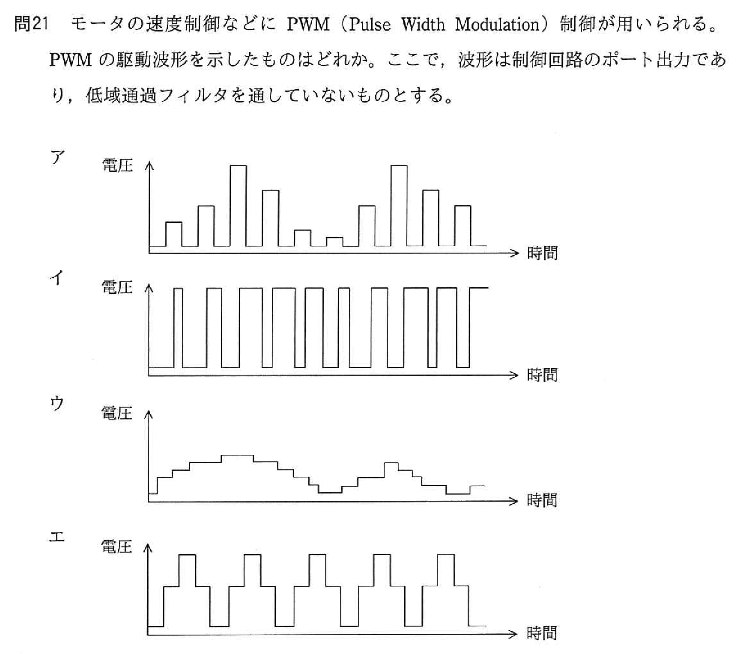 問21 モータの速度制御などに PWM（Pulse Width Modulation）制御が用いられる。
PWM の駆動波形を示したものはどれか。ここで，波形は制御回路のポート出力であ
り，低域通過フィルタを通していないものとする。
ア
電圧
時間
イ
電圧
時間
ウ
電圧
時間
エ
電圧
時間